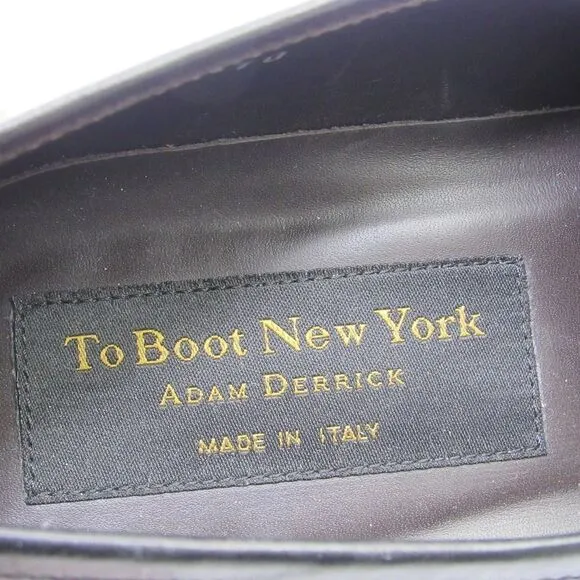 To Boot New York
ADAM DERRICK
MADE IN ITALY